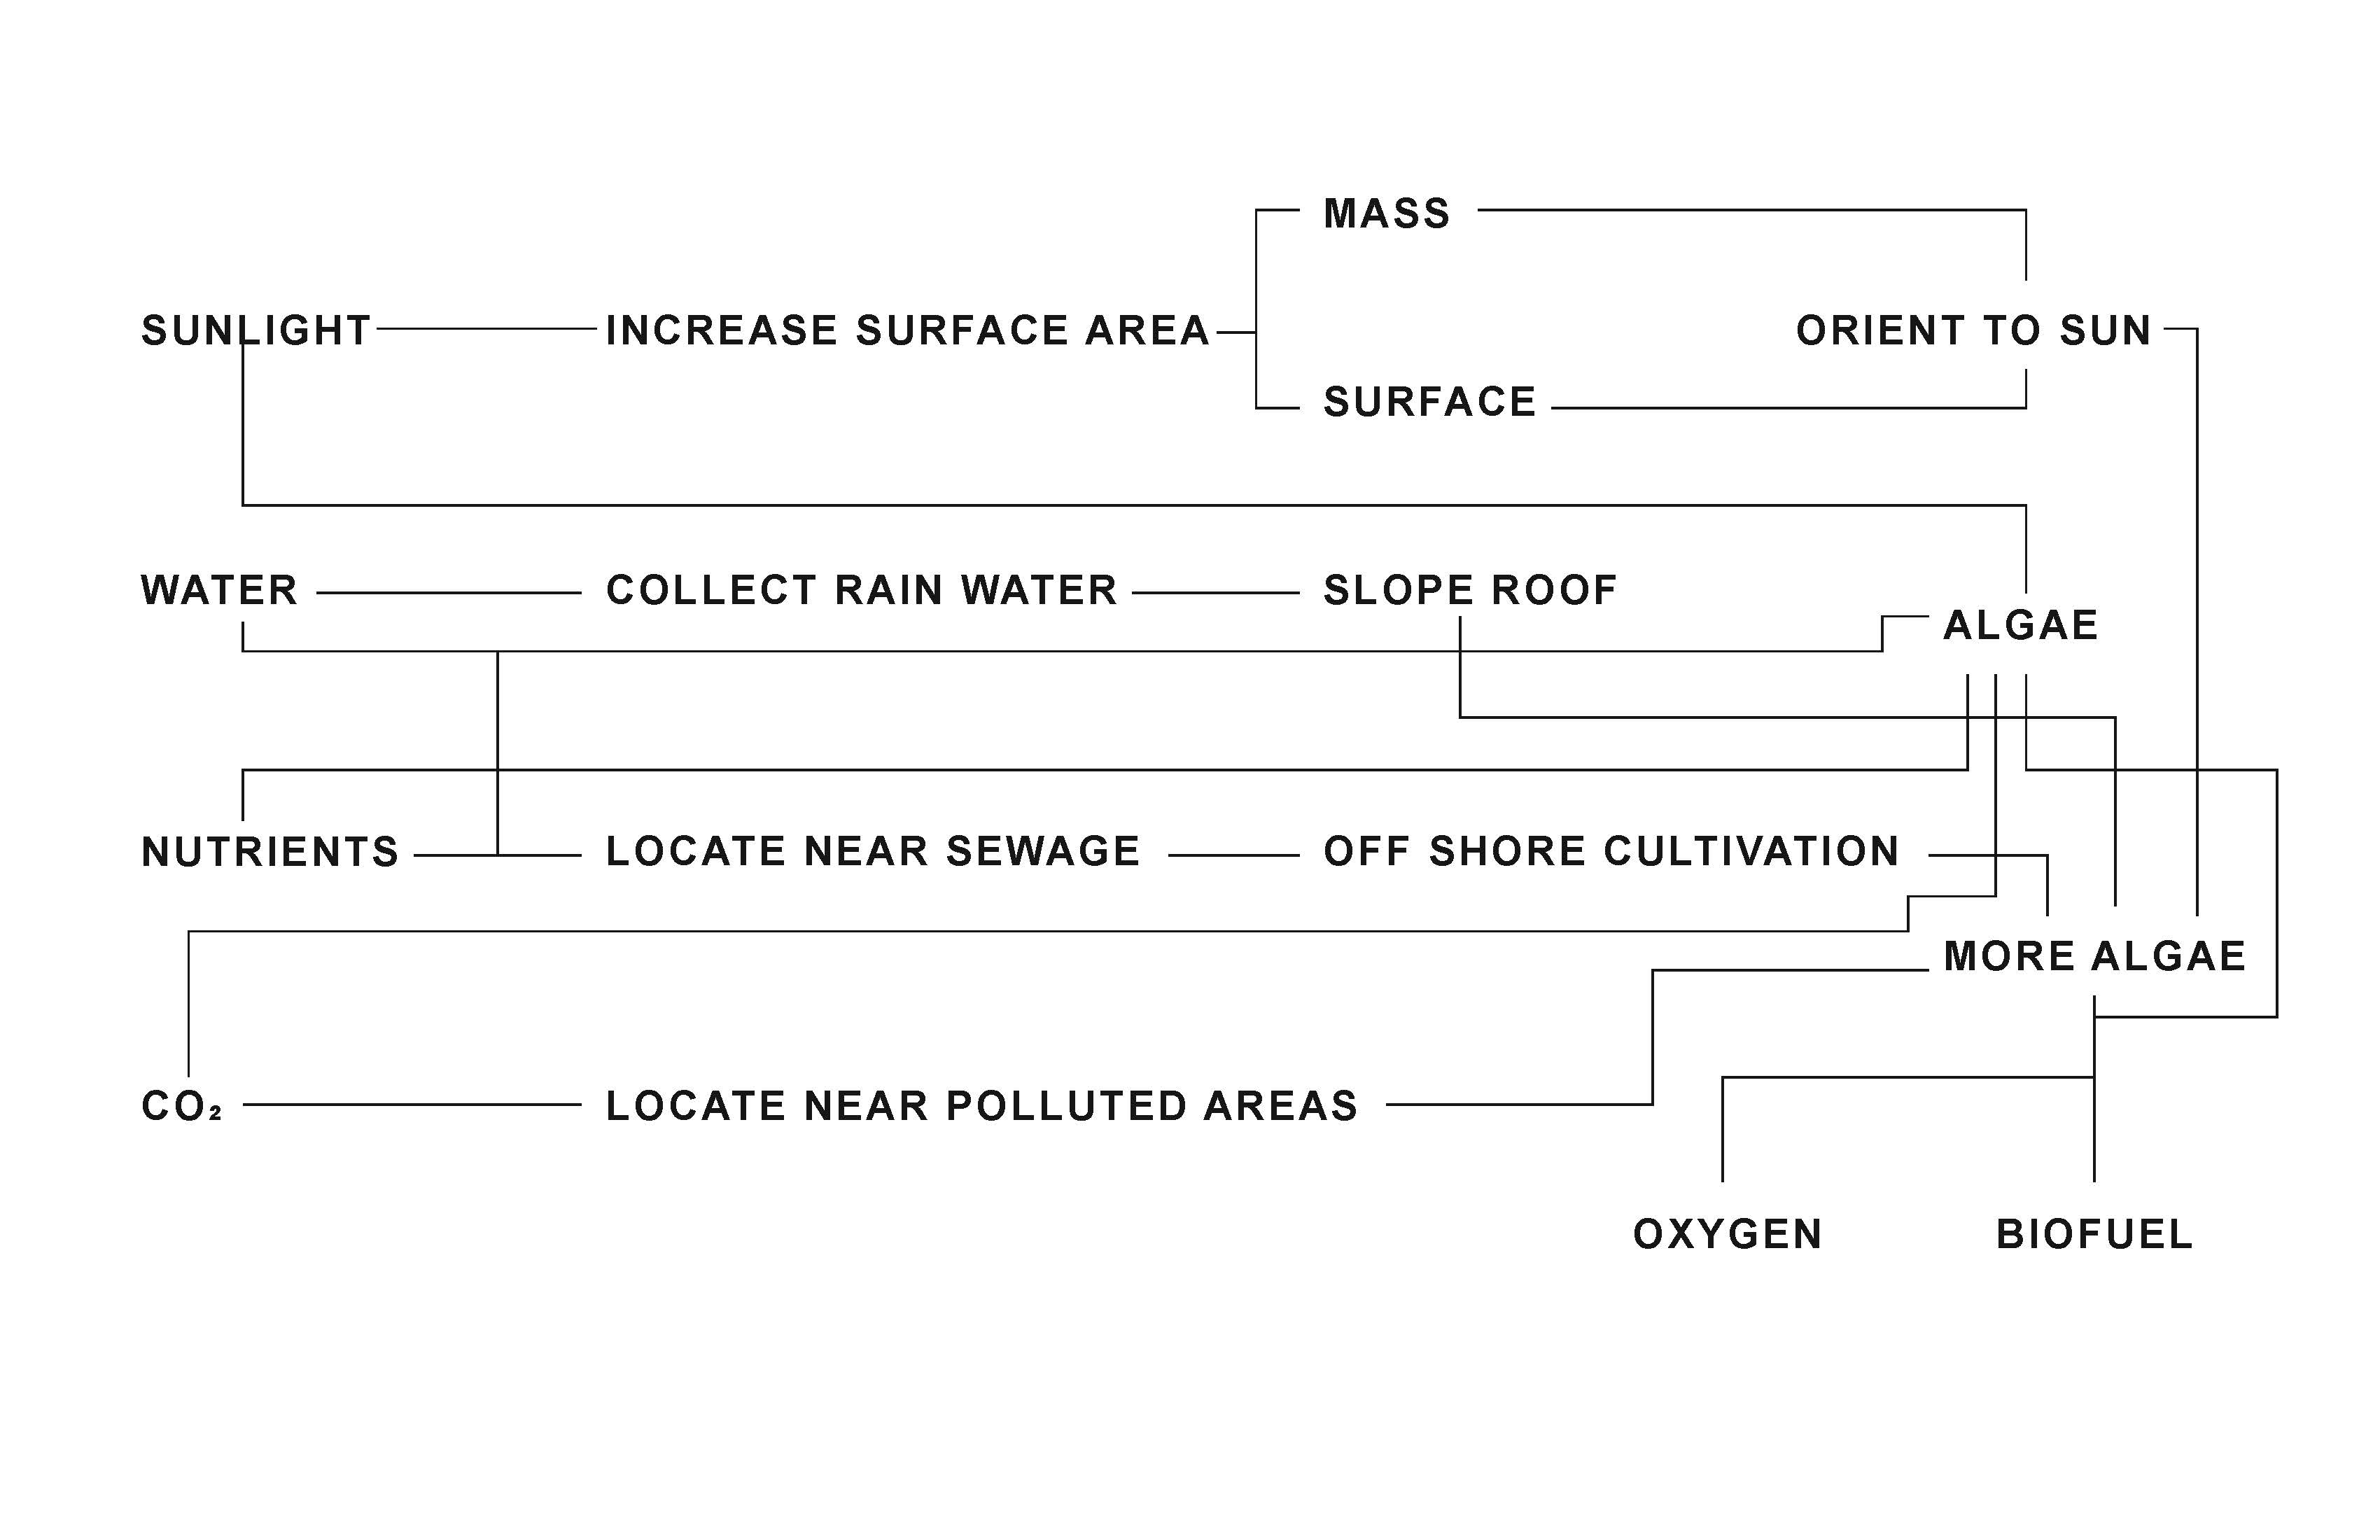 MASS
SUNLIGHT
INCREASE SURFACE AREA
ORIENT TO SUN
SURFACE
WATER
COLLECT RAIN WATER
SLOPE ROOF
ALGAE
NUTRIENTS
LOCATE NEAR SEWAGE
OFF SHORE CULTIVATION
MORE ALGAE
CO₂
LOCATE NEAR POLLUTED AREAS
OXYGEN
BIOFUEL